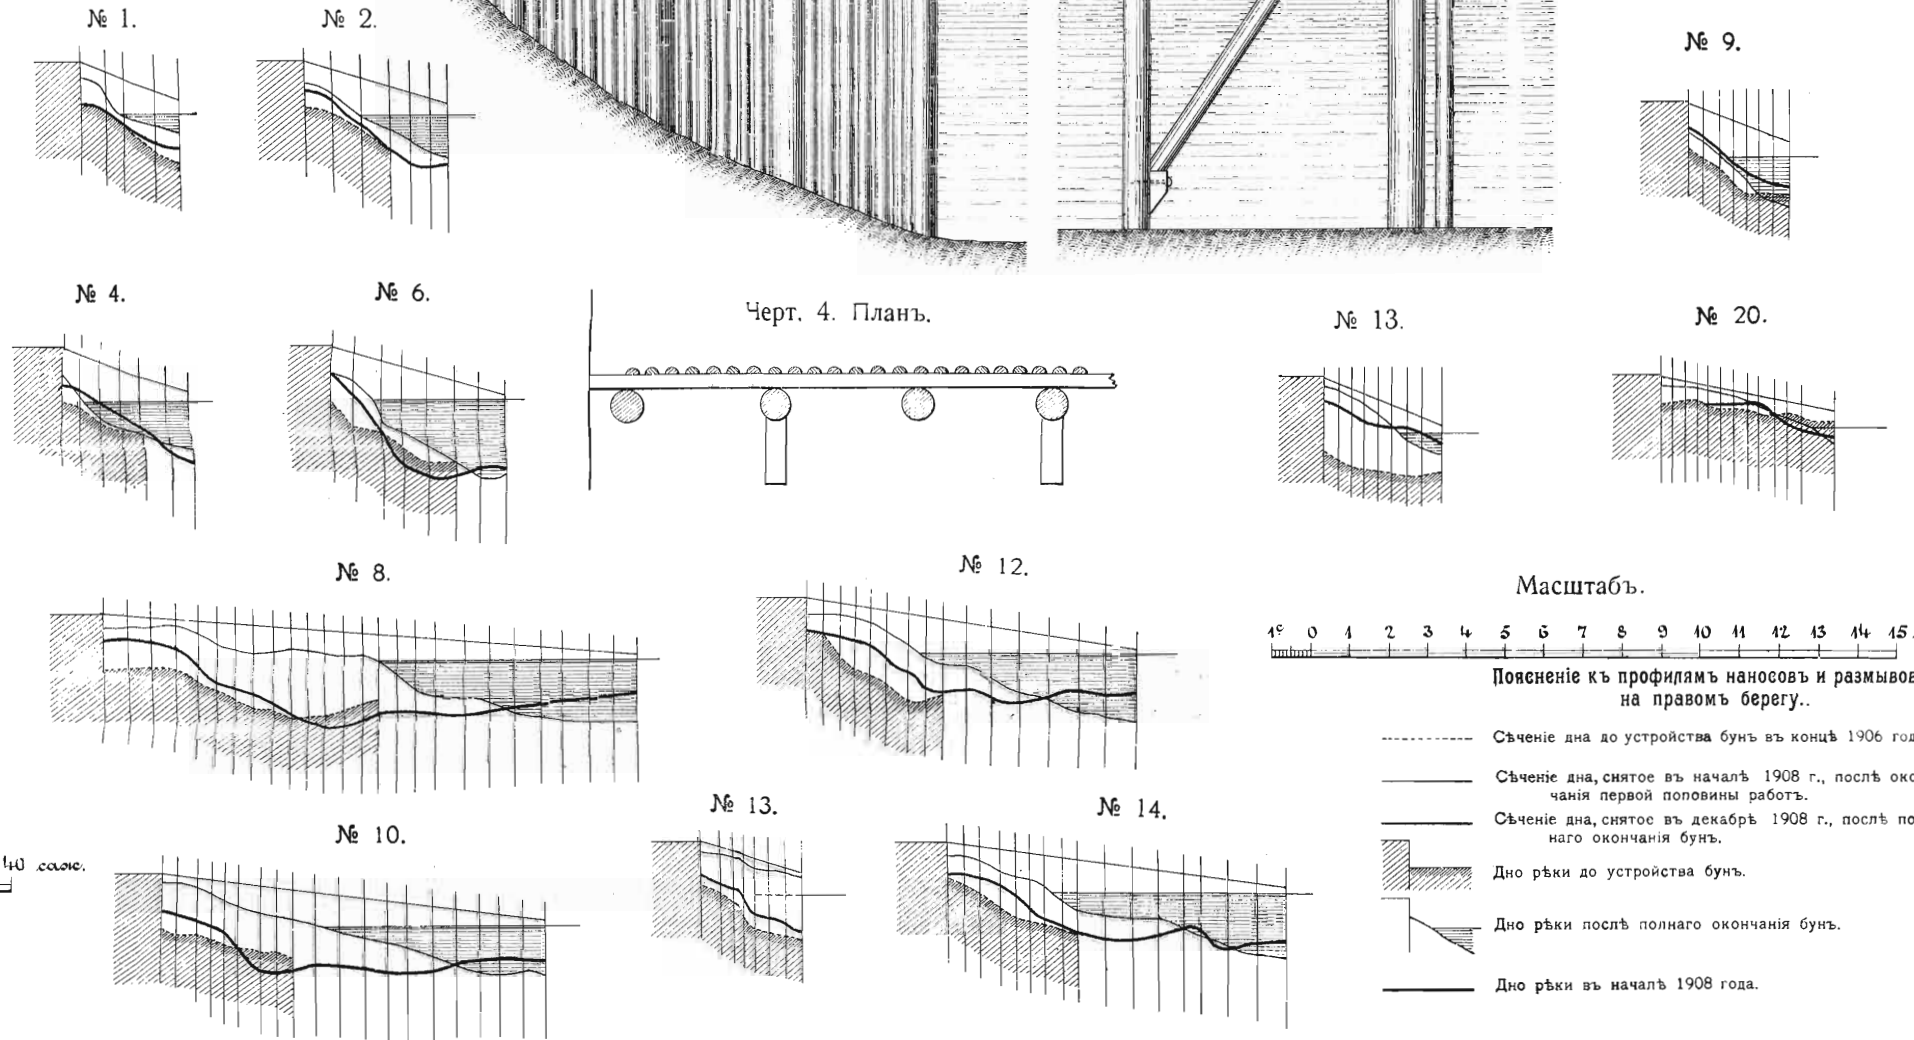 № 1.
№ 2.
№ 9.
№ 4.
№ 6.
Черт. 4. Планъ.
№ 13.
№ 20.
№ 8.
№ 12.
Масштабъ.
1с 0 1 2 3 4 5 6 7 8 9 10 11 12 13 14 15
Поясненіе къ профилямъ наносовъ и размывов
на правомъ берегу..
Сѣченіе дна до устройства бунъ въ концѣ 1906 год
Сѣченіе дна, снятое въ началѣ 1908 г., послѣ око
чанія первой половины работъ.
Сѣченіе дна, снятое въ декабрѣ 1908 г., послѣ по
наго окончанія бунъ.
Дно рѣки до устройства бунъ.
Дно рѣки послѣ полнаго окончанія бунъ.
Дно рѣки въ началѣ 1908 года.
№ 13.
№ 14.
№ 10.
40 саж.